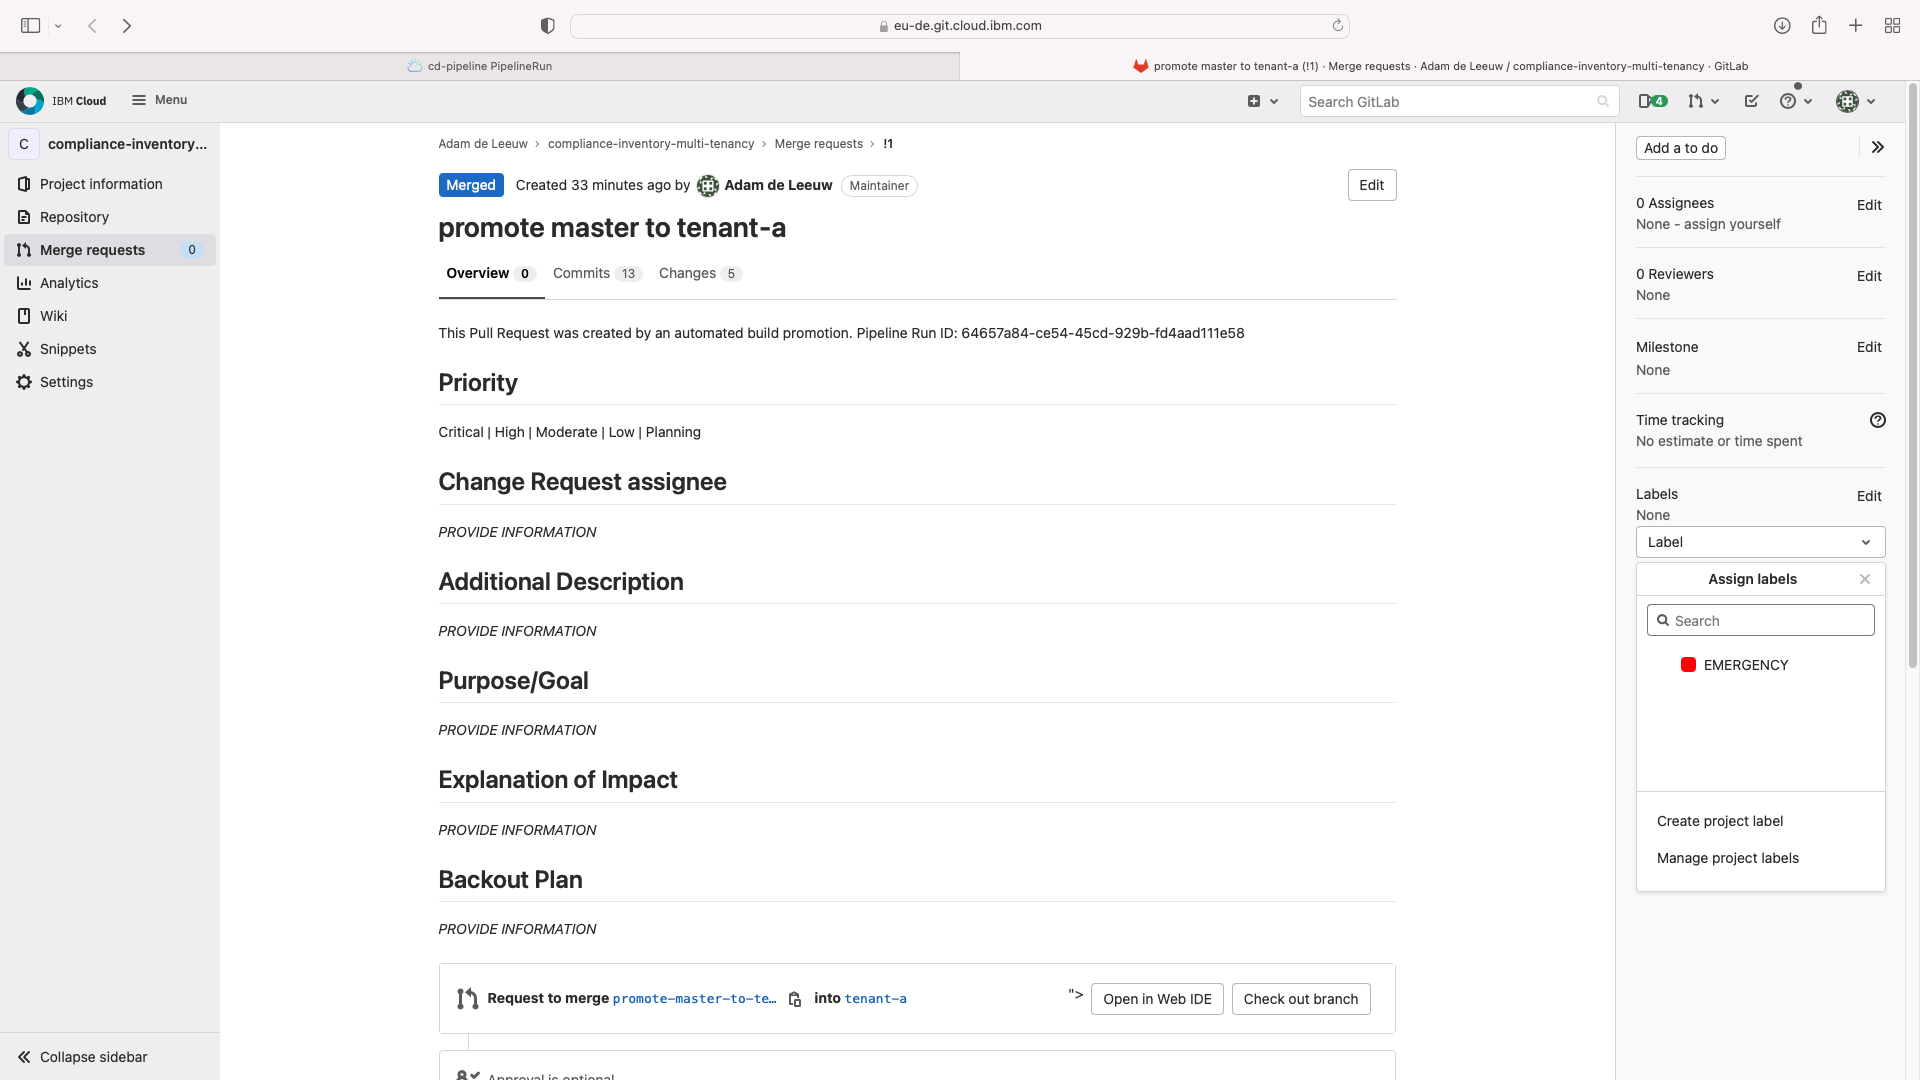 eu-de.git.cloud.ibm.com
cd-pipeline PipelineRun
promote master to tenant-a (!1) · Merge requests · Adam de Leeuw / compliance-inventory-multi-tenancy · GitLab
IBM Cloud
Menu
Search GitLab
4
C
compliance-inventory...
Project information
Repository
Merge requests 0
Analytics
Wiki
Snippets
Settings
Collapse sidebar
Adam de Leeuw › compliance-inventory-multi-tenancy › Merge requests › !1
Merged Created 33 minutes ago by Adam de Leeuw Maintainer
Edit
promote master to tenant-a
Overview 0 Commits 13 Changes 5
This Pull Request was created by an automated build promotion. Pipeline Run ID: 64657a84-ce54-45cd-929b-fd4aad111e58
Priority
Critical | High | Moderate | Low | Planning
Change Request assignee
PROVIDE INFORMATION
Additional Description
PROVIDE INFORMATION
Purpose/Goal
PROVIDE INFORMATION
Explanation of Impact
PROVIDE INFORMATION
Backout Plan
PROVIDE INFORMATION
Request to merge promote-master-to-te… into tenant-a
">
Open in Web IDE
Check out branch
Approval is optional
Add a to do
0 Assignees Edit
None - assign yourself
0 Reviewers Edit
None
Milestone Edit
None
Time tracking
No estimate or time spent
Labels Edit
None
Label
Assign labels
Search
EMERGENCY
Create project label
Manage project labels